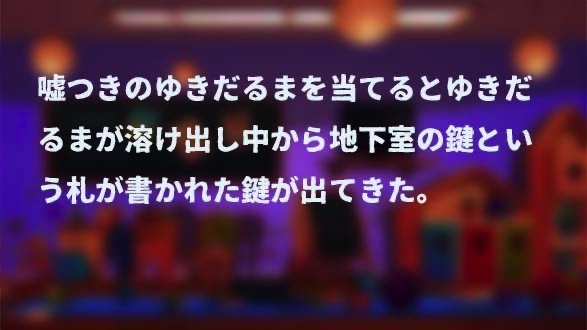 嘘つきのゆきだるまを当てるとゆきだ
るまが溶け出し中から地下室の鍵とい
う札が書かれた鍵が出てきた。